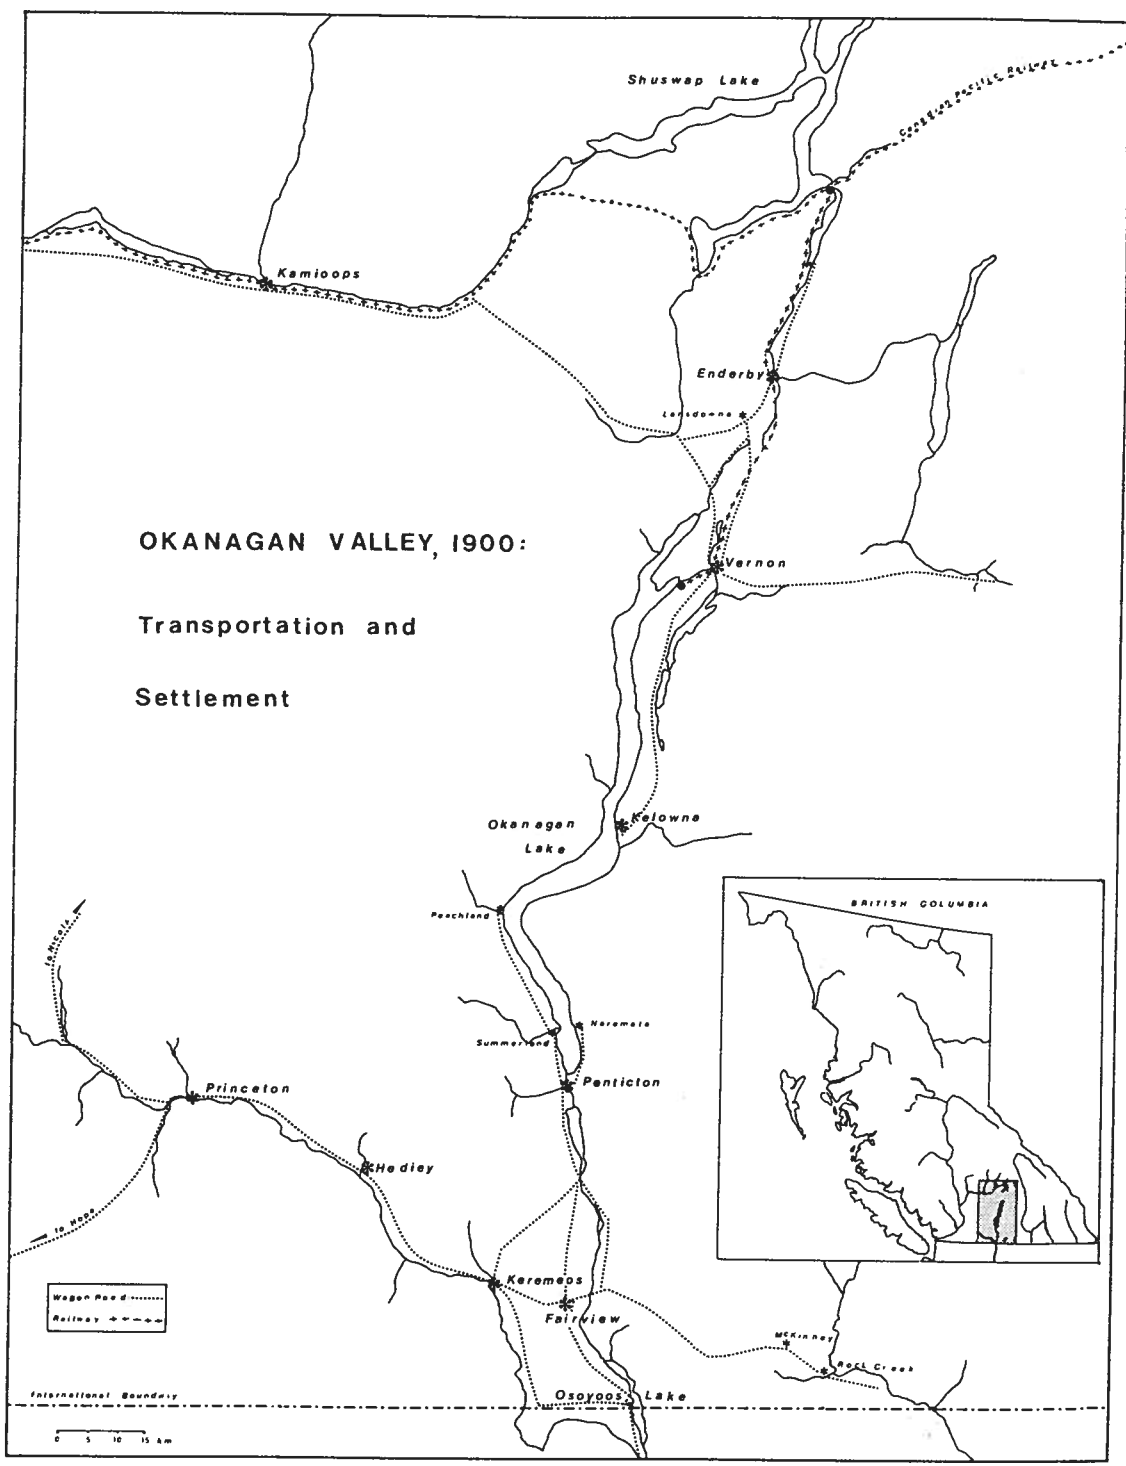 Shuswap Lake
Canadian Pacific Railway
Kamloops
Enderby
Lansdowne
OKANAGAN VALLEY, 1900:
Vernon
Transportation and
Settlement
Kelowna
Okanagan
Lake
BRITISH COLUMBIA
Peachland
to Nicola
Naramata
Summerland
Penticton
Princeton
Hedley
to Hope
Keremeos
Wagon Road
Fairview
Railway
McKinney
Rock Creek
International Boundary
Osoyoos Lake
0 5 10 15 km